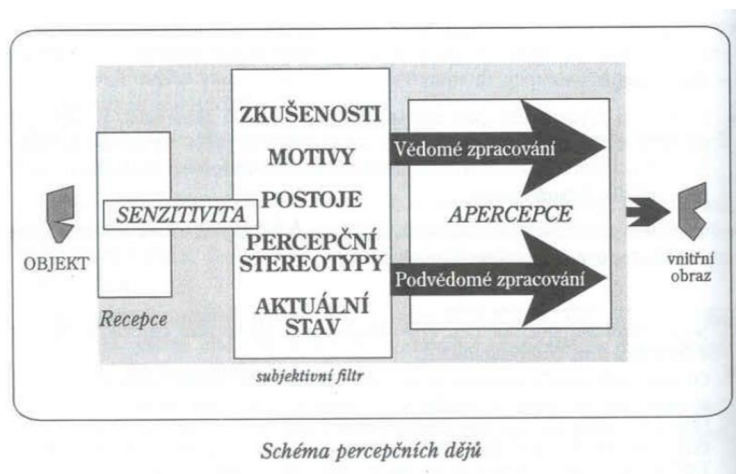 OBJEKT
SENZITIVITA
Recepce
ZKUŠENOSTI
MOTIVY
POSTOJE
PERCEPČNÍ
STEREOTYPY
AKTUÁLNÍ
STAV
subjektivní filtr
Vědomé zpracování
APERCEPCE
Podvědomé zpracování
vnitřní
obraz
Schéma percepčních dějů